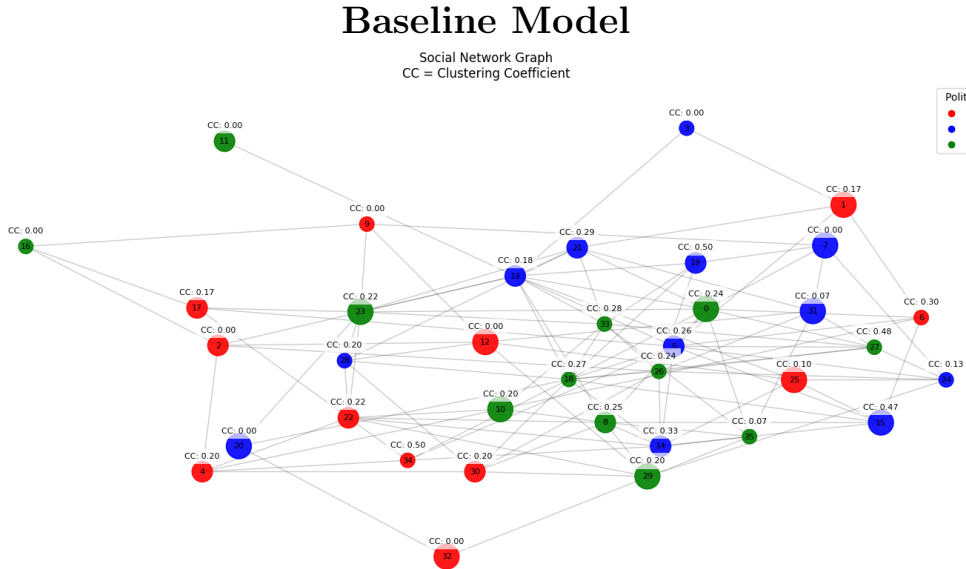 Baseline Model
Social Network Graph
CC = Clustering Coefficient
Polit
CC: 0.00
3
CC: 0.00
11
CC: 0.17
1
CC: 0.00
9
CC: 0.00
16
CC: 0.29
21
CC: 0.00
7
CC: 0.18
13
CC: 0.50
19
CC: 0.17
17
CC: 0.22
23
CC: 0.24
0
CC: 0.07
31
CC: 0.30
6
CC: 0.28
33
CC: 0.00
2
CC: 0.00
12
CC: 0.26
CC: 0.48
27
CC: 0.20
28
CC: 0.24
26
CC: 0.27
18
CC: 0.10
25
CC: 0.13
24
CC: 0.20
10
CC: 0.22
22
CC: 0.25
8
CC: 0.47
15
CC: 0.07
35
CC: 0.00
20
CC: 0.33
14
CC: 0.50
34
CC: 0.20
4
CC: 0.20
30
CC: 0.20
29
CC: 0.00
32